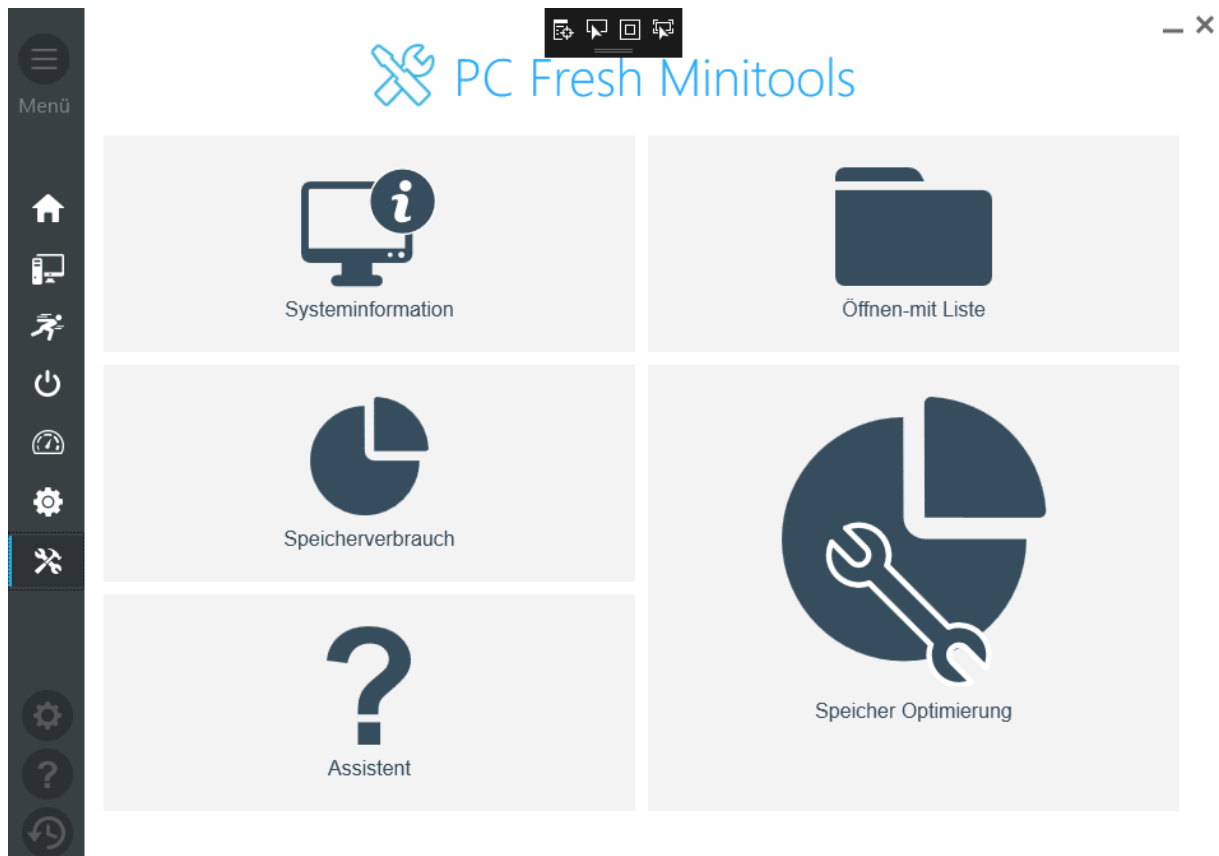 Menü
PC Fresh Minitools
Systeminformation
Öffnen-mit Liste
Speicherverbrauch
Speicher Optimierung
Assistent